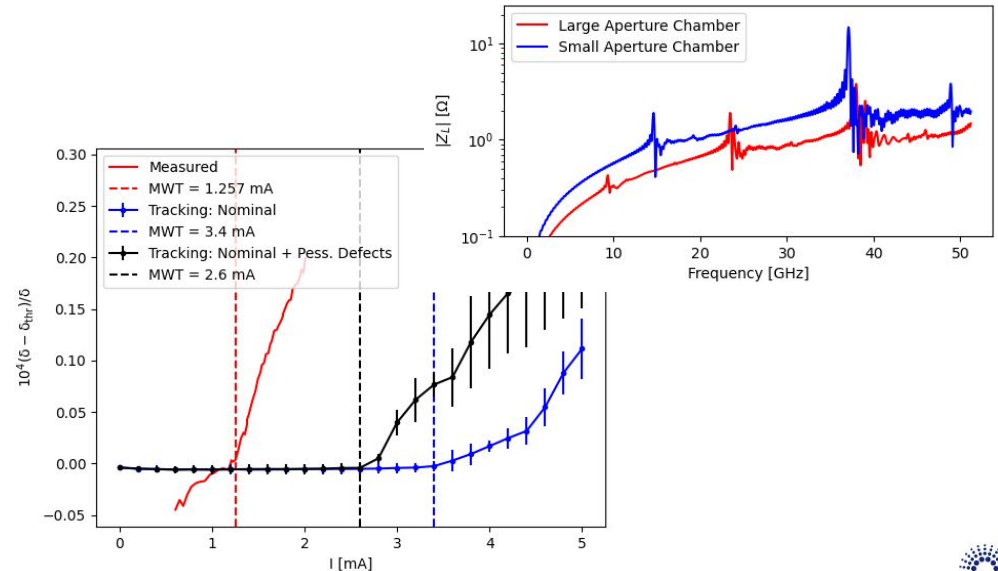 Large Aperture Chamber
Small Aperture Chamber
10¹
10⁰
10⁻¹
|Z_L| [Ω]
0 10 20 30 40 50
Frequency [GHz]
Measured
MWT = 1.257 mA
Tracking: Nominal
MWT = 3.4 mA
Tracking: Nominal + Pess. Defects
MWT = 2.6 mA
0.30
0.25
0.20
0.15
0.10
0.05
0.00
−0.05
10⁴(δ − δ_thr)/δ
0 1 2 3 4 5
I [mA]